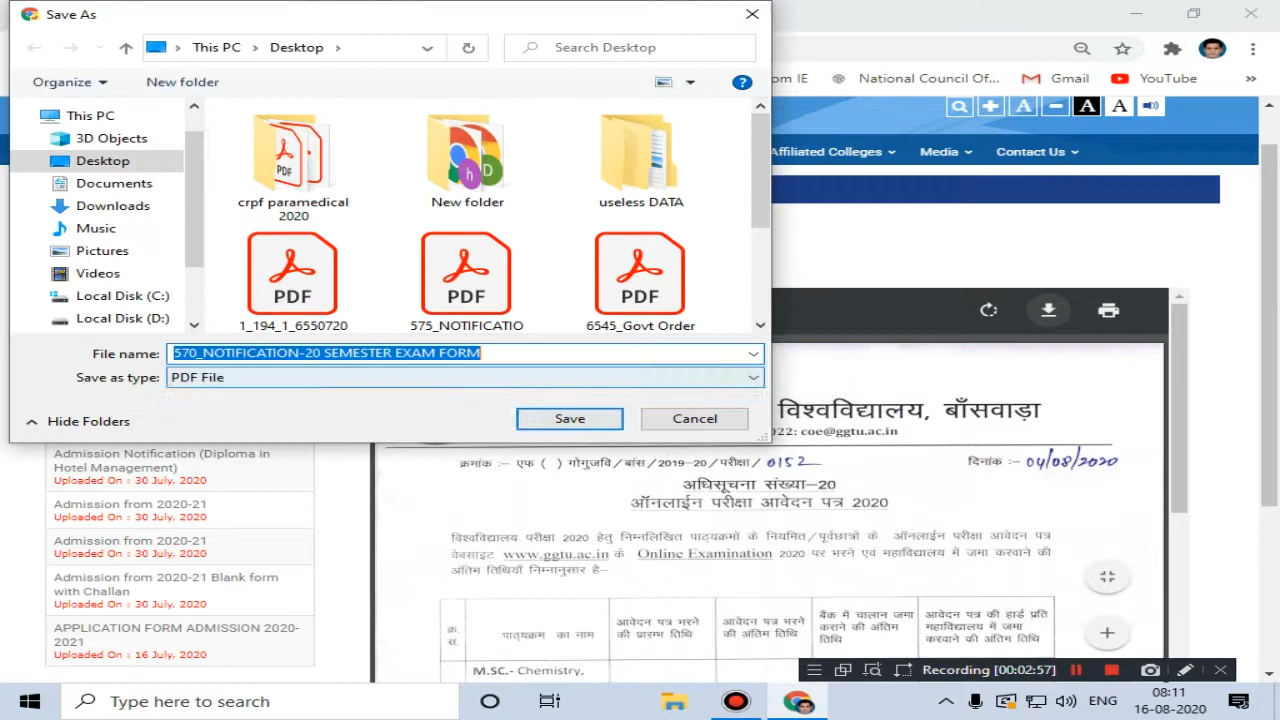 Save As
This PC
Desktop
Search Desktop
Organize
New folder
This PC
3D Objects
Desktop
Documents
Downloads
Music
Pictures
Videos
Local Disk (C:)
Local Disk (D:)
PDF
crpf paramedical
2020
New folder
useless DATA
PDF
PDF
PDF
1_194_1_6550720
575_NOTIFICATIO
6545_Govt Order
File name:
570_NOTIFICATION-20 SEMESTER EXAM FORM
Save as type:
PDF File
Hide Folders
Save
Cancel
om IE
National Council Of...
Gmail
YouTube
»
A
A
A
Affiliated Colleges
Media
Contact Us
विश्वविद्यालय, बाँसवाड़ा
022: coe@ggtu.ac.in
क्रमांक :– एफ ( ) गोगुजवि/बांस/2019-20/परीक्षा/ 0152
दिनांक :– 04/08/2020
अधिसूचना संख्या–20
ऑनलाईन परीक्षा आवेदन पत्र 2020
विश्वविद्यालय परीक्षा 2020 हेतु निम्नलिखित पाठ्यक्रमों के नियमित/पूर्वछात्रों के ऑनलाईन परीक्षा आवेदन पत्र
वेबसाइट www.ggtu.ac.in के Online Examination 2020 पर भरने एवं महाविद्यालय में जमा करवाने की
अंतिम तिथियाँ निम्नानुसार है–
क्र.
स.
पाठ्यक्रम का नाम
आवेदन पत्र भरने
की प्रारम्भ तिथि
आवेदन पत्र भरने
की अंतिम तिथि
बैंक में चालान जमा
कराने की अंतिम
तिथि
आवेदन पत्र की हार्ड प्रति
महाविद्यालय में जमा
करवाने की अंतिम तिथि
M.SC.- Chemistry,
Admission Notification (Diploma in
Hotel Management)
Uploaded On : 30 July, 2020
Admission from 2020-21
Uploaded On : 30 July, 2020
Admission from 2020-21
Uploaded On : 30 July, 2020
Admission from 2020-21 Blank form
with Challan
Uploaded On : 30 July, 2020
APPLICATION FORM ADMISSION 2020-
2021
Uploaded On : 16 July, 2020
Recording [00:02:57]
Type here to search
ENG
08:11
16-08-2020